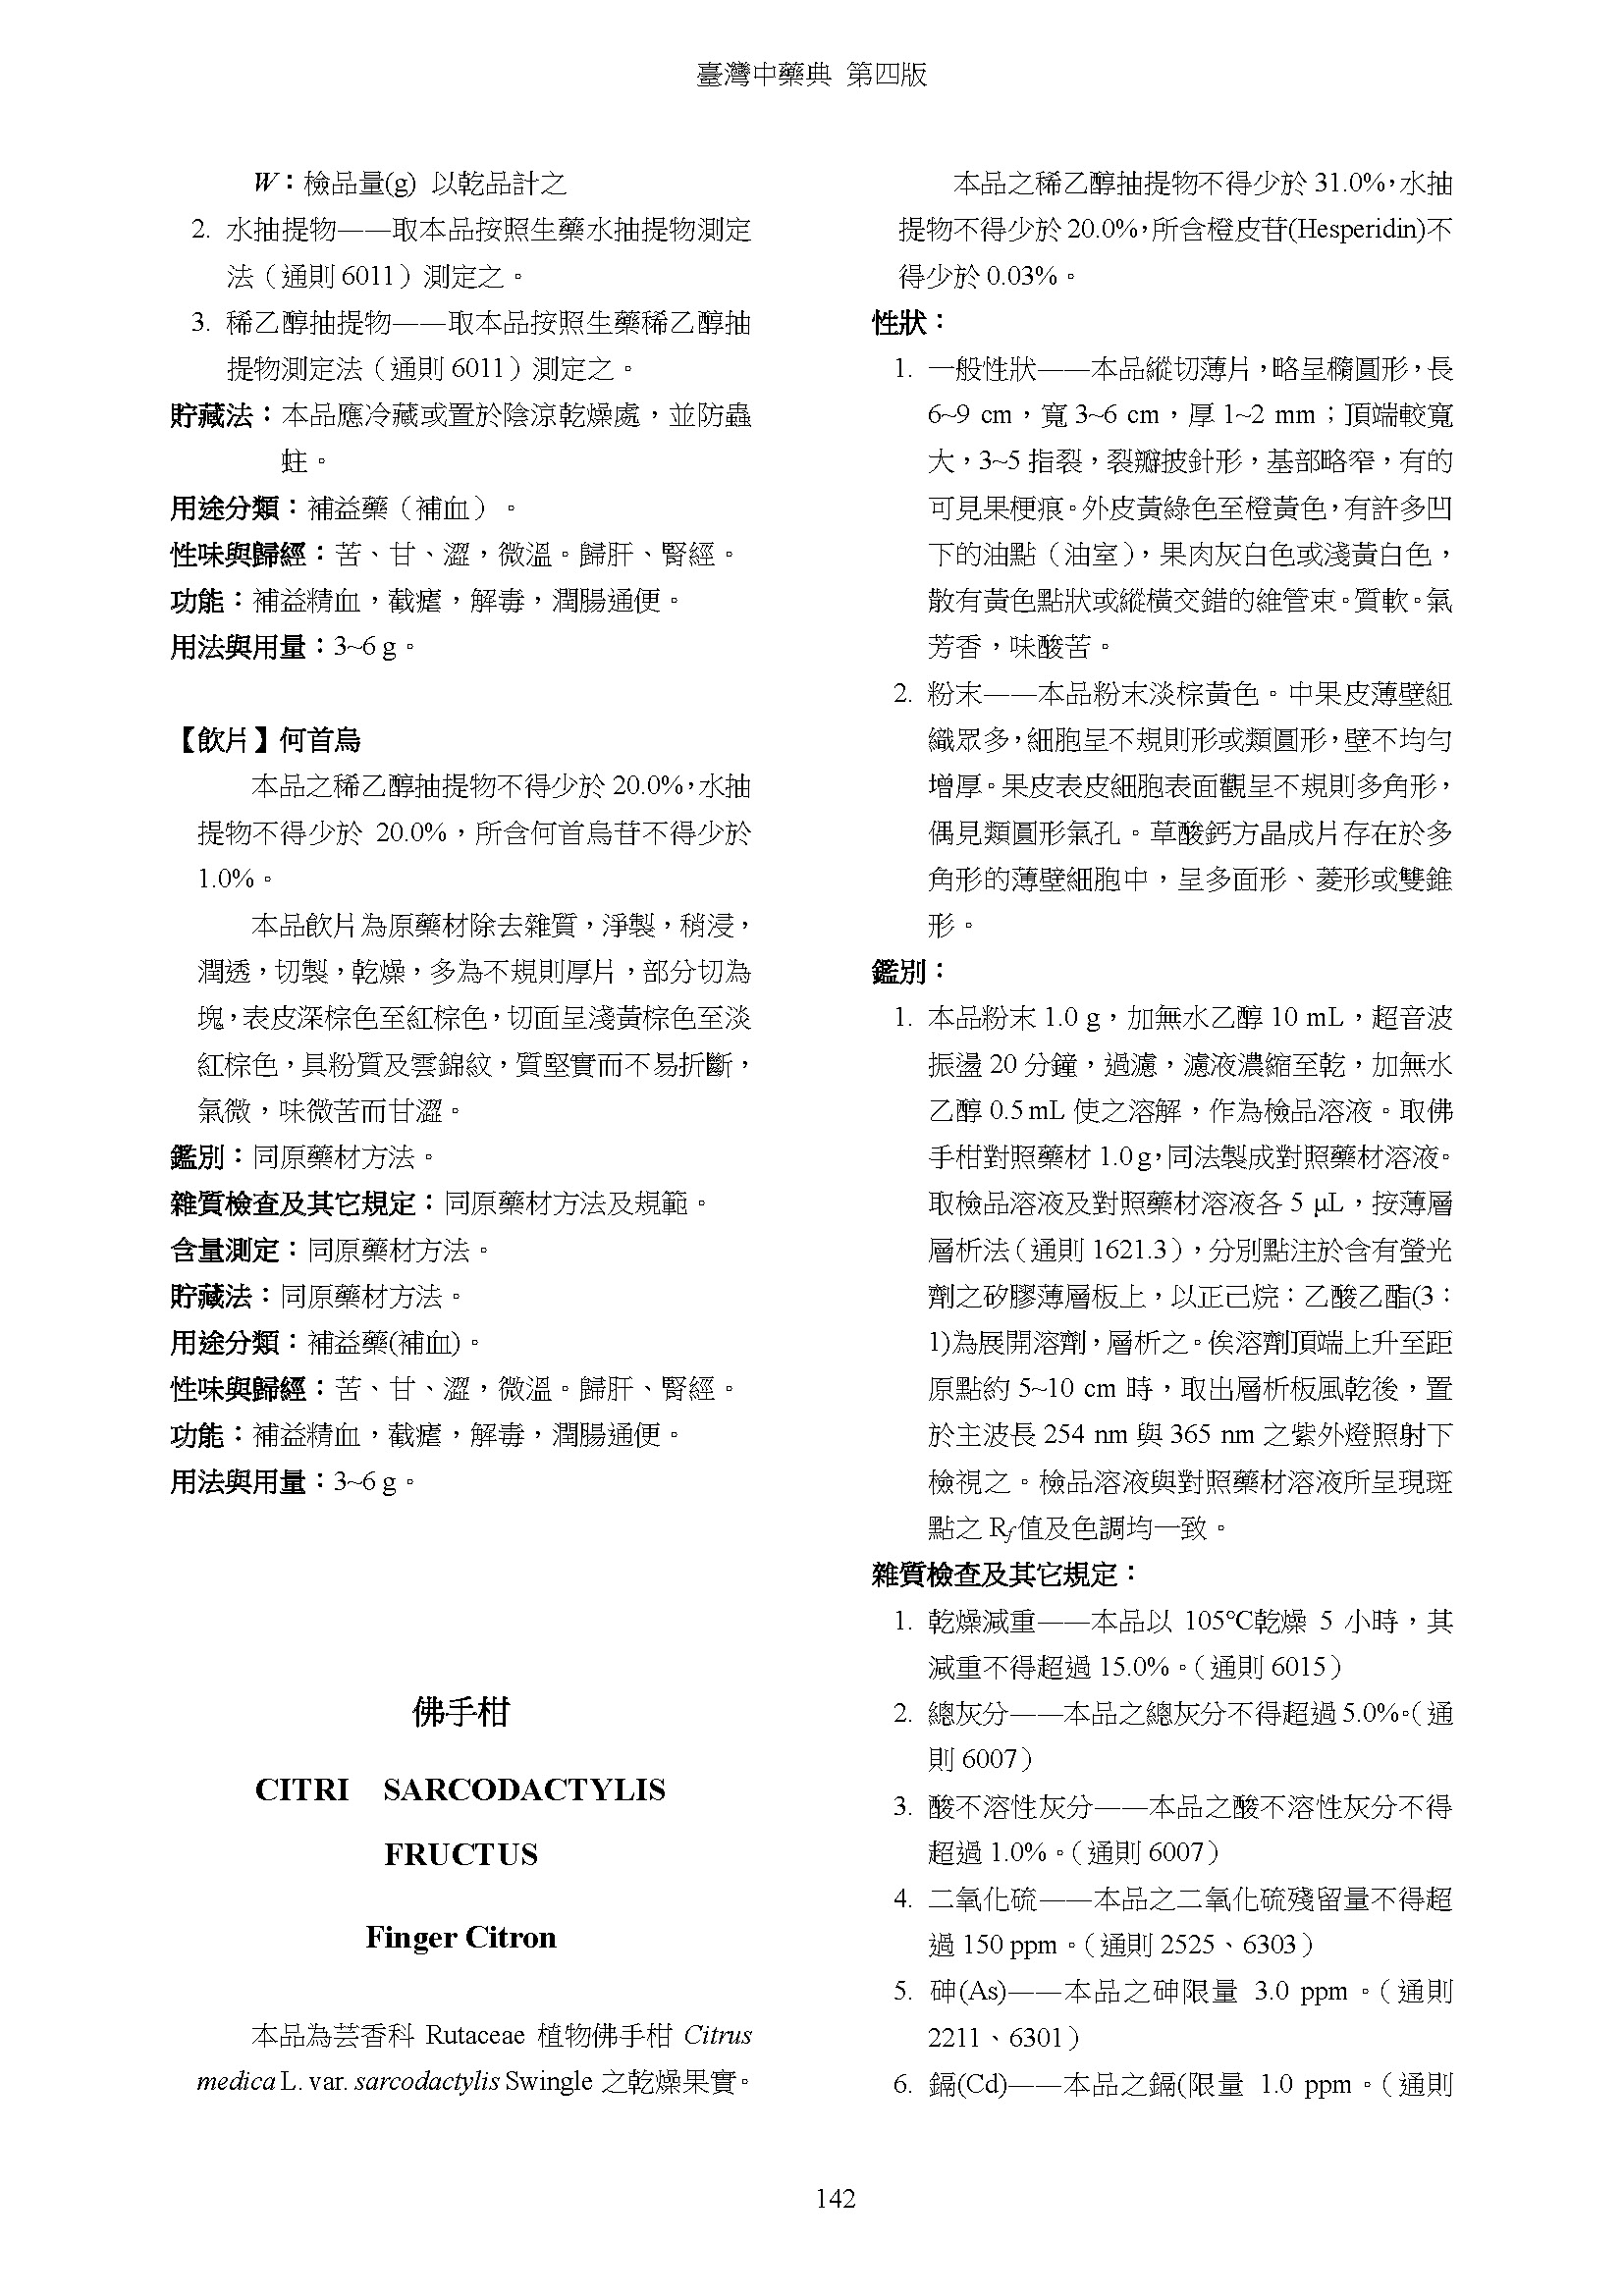 臺灣中藥典 第四版
W：檢品量(g) 以乾品計之
2. 水抽提物——取本品按照生藥水抽提物測定
法（通則 6011）測定之。
3. 稀乙醇抽提物——取本品按照生藥稀乙醇抽
提物測定法（通則 6011）測定之。
貯藏法：本品應冷藏或置於陰涼乾燥處，並防蟲
蛀。
用途分類：補益藥（補血）。
性味與歸經：苦、甘、澀，微溫。歸肝、腎經。
功能：補益精血，截瘧，解毒，潤腸通便。
用法與用量：3~6 g。
【飲片】何首烏
本品之稀乙醇抽提物不得少於 20.0%，水抽
提物不得少於 20.0%，所含何首烏苷不得少於
1.0%。
本品飲片為原藥材除去雜質，淨製，稍浸，
潤透，切製，乾燥，多為不規則厚片，部分切為
塊，表皮深棕色至紅棕色，切面呈淺黃棕色至淡
紅棕色，具粉質及雲錦紋，質堅實而不易折斷，
氣微，味微苦而甘澀。
鑑別：同原藥材方法。
雜質檢查及其它規定：同原藥材方法及規範。
含量測定：同原藥材方法。
貯藏法：同原藥材方法。
用途分類：補益藥(補血)。
性味與歸經：苦、甘、澀，微溫。歸肝、腎經。
功能：補益精血，截瘧，解毒，潤腸通便。
用法與用量：3~6 g。
佛手柑
CITRI SARCODACTYLIS
FRUCTUS
Finger Citron
本品為芸香科 Rutaceae 植物佛手柑 Citrus
medica L. var. sarcodactylis Swingle 之乾燥果實。
本品之稀乙醇抽提物不得少於 31.0%，水抽
提物不得少於 20.0%，所含橙皮苷(Hesperidin)不
得少於 0.03%。
性狀：
1. 一般性狀——本品縱切薄片，略呈橢圓形，長
6~9 cm，寬 3~6 cm，厚 1~2 mm；頂端較寬
大，3~5 指裂，裂瓣披針形，基部略窄，有的
可見果梗痕。外皮黃綠色至橙黃色，有許多凹
下的油點（油室），果肉灰白色或淺黃白色，
散有黃色點狀或縱橫交錯的維管束。質軟。氣
芳香，味酸苦。
2. 粉末——本品粉末淡棕黃色。中果皮薄壁組
織眾多，細胞呈不規則形或類圓形，壁不均勻
增厚。果皮表皮細胞表面觀呈不規則多角形，
偶見類圓形氣孔。草酸鈣方晶成片存在於多
角形的薄壁細胞中，呈多面形、菱形或雙錐
形。
鑑別：
1. 本品粉末 1.0 g，加無水乙醇 10 mL，超音波
振盪 20 分鐘，過濾，濾液濃縮至乾，加無水
乙醇 0.5 mL 使之溶解，作為檢品溶液。取佛
手柑對照藥材 1.0 g，同法製成對照藥材溶液。
取檢品溶液及對照藥材溶液各 5 μL，按薄層
層析法（通則 1621.3），分別點注於含有螢光
劑之矽膠薄層板上，以正己烷：乙酸乙酯(3：
1)為展開溶劑，層析之。俟溶劑頂端上升至距
原點約 5~10 cm 時，取出層析板風乾後，置
於主波長 254 nm 與 365 nm 之紫外燈照射下
檢視之。檢品溶液與對照藥材溶液所呈現斑
點之 Rf 值及色調均一致。
雜質檢查及其它規定：
1. 乾燥減重——本品以 105℃乾燥 5 小時，其
減重不得超過 15.0%。（通則 6015）
2. 總灰分——本品之總灰分不得超過 5.0%。（通
則 6007）
3. 酸不溶性灰分——本品之酸不溶性灰分不得
超過 1.0%。（通則 6007）
4. 二氧化硫——本品之二氧化硫殘留量不得超
過 150 ppm。（通則 2525、6303）
5. 砷(As)——本品之砷限量 3.0 ppm。（通則
2211、6301）
6. 鎘(Cd)——本品之鎘(限量 1.0 ppm。（通則
142